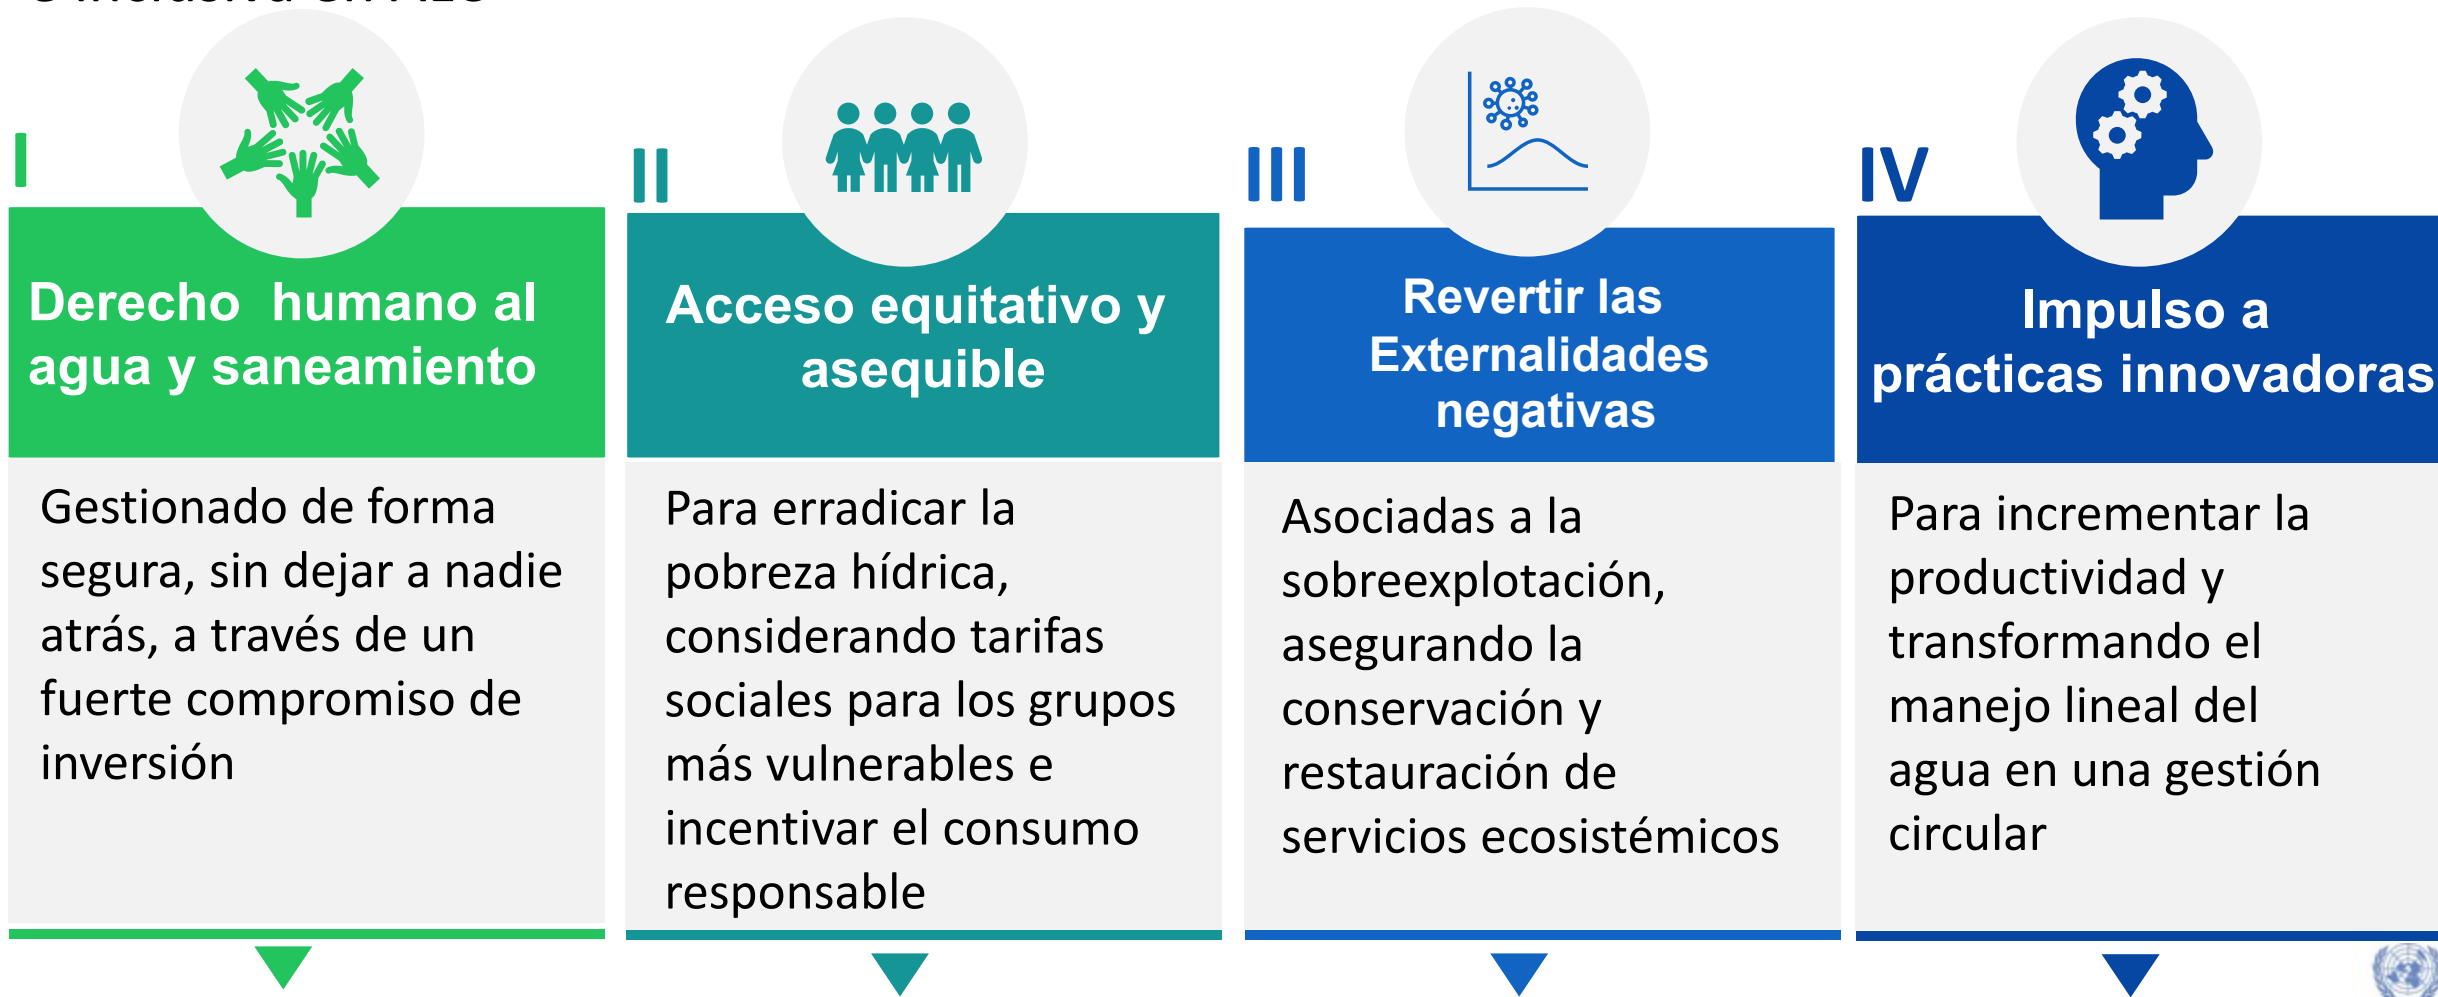 I
Derecho humano al
agua y saneamiento
Gestionado de forma
segura, sin dejar a nadie
atrás, a través de un
fuerte compromiso de
inversión
II
Acceso equitativo y
asequible
Para erradicar la
pobreza hídrica,
considerando tarifas
sociales para los grupos
más vulnerables e
incentivar el consumo
responsable
III
Revertir las
Externalidades
negativas
Asociadas a la
sobreexplotación,
asegurando la
conservación y
restauración de
servicios ecosistémicos
IV
Impulso a
prácticas innovadoras
Para incrementar la
productividad y
transformando el
manejo lineal del
agua en una gestión
circular